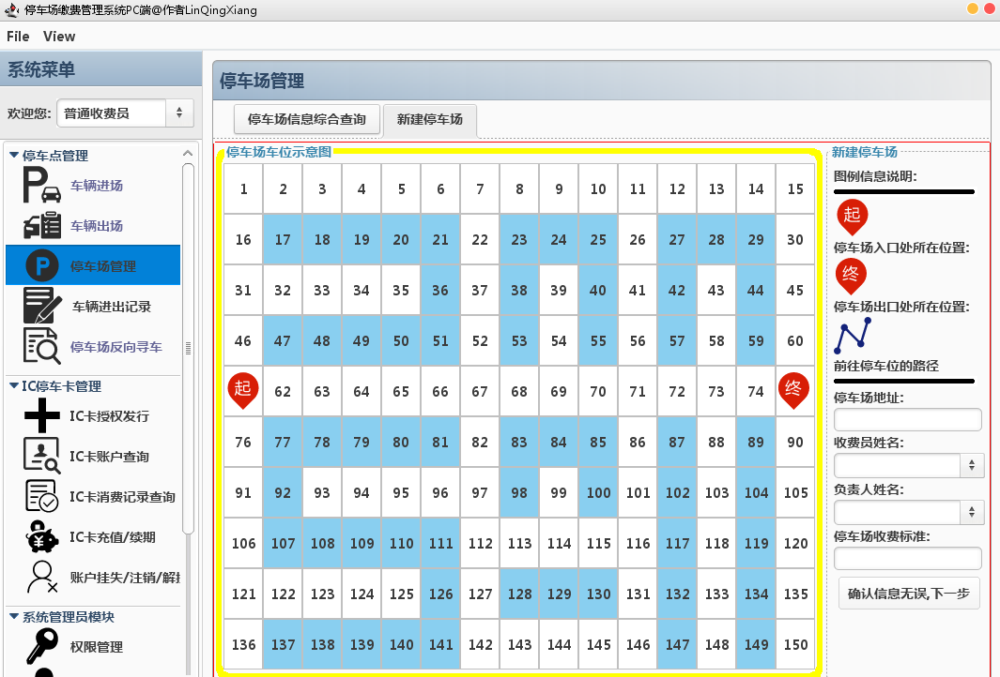 停车场缴费管理系统PC端@作者LinQingXiang
File View
系统菜单
欢迎您: 普通收费员
停车点管理
车辆进场
车辆出场
停车场管理
车辆进出记录
停车场反向寻车
IC停车卡管理
IC卡授权发行
IC卡账户查询
IC卡消费记录查询
IC卡充值/续期
账户挂失/注销/解挂
系统管理员模块
权限管理
停车场管理
停车场信息综合查询 新建停车场
停车场车位示意图
1 2 3 4 5 6 7 8 9 10 11 12 13 14 15
16 17 18 19 20 21 22 23 24 25 26 27 28 29 30
31 32 33 34 35 36 37 38 39 40 41 42 43 44 45
46 47 48 49 50 51 52 53 54 55 56 57 58 59 60
起 62 63 64 65 66 67 68 69 70 71 72 73 74 终
76 77 78 79 80 81 82 83 84 85 86 87 88 89 90
91 92 93 94 95 96 97 98 99 100 101 102 103 104 105
106 107 108 109 110 111 112 113 114 115 116 117 118 119 120
121 122 123 124 125 126 127 128 129 130 131 132 133 134 135
136 137 138 139 140 141 142 143 144 145 146 147 148 149 150
新建停车场
图例信息说明:
起
停车场入口处所在位置:
终
停车场出口处所在位置:
前往停车位的路径
停车场地址:
收费员姓名:
负责人姓名:
停车场收费标准:
确认信息无误,下一步